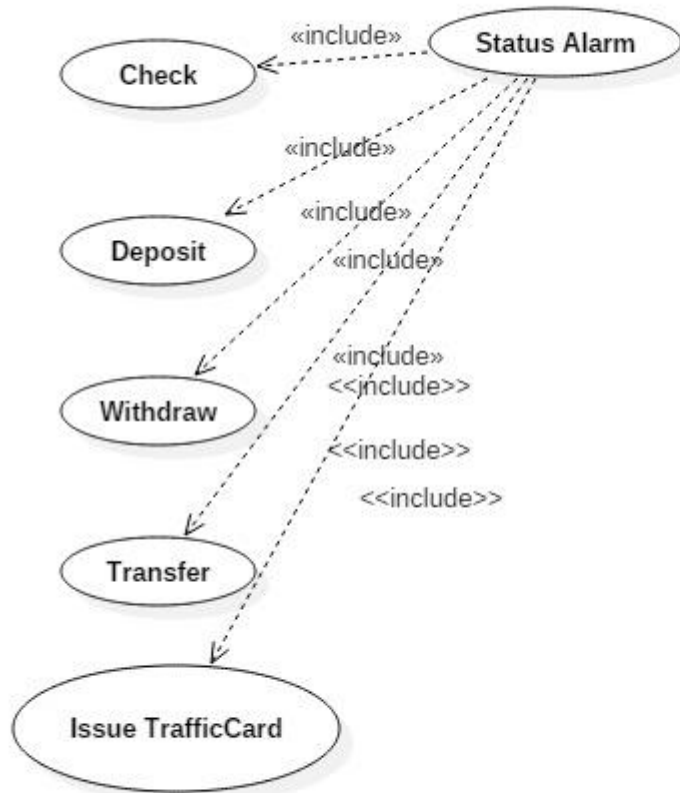 «include»
Status Alarm
Check
«include»
«include»
Deposit
«include»
«include»
<<include>>
Withdraw
<<include>>
<<include>>
Transfer
Issue TrafficCard